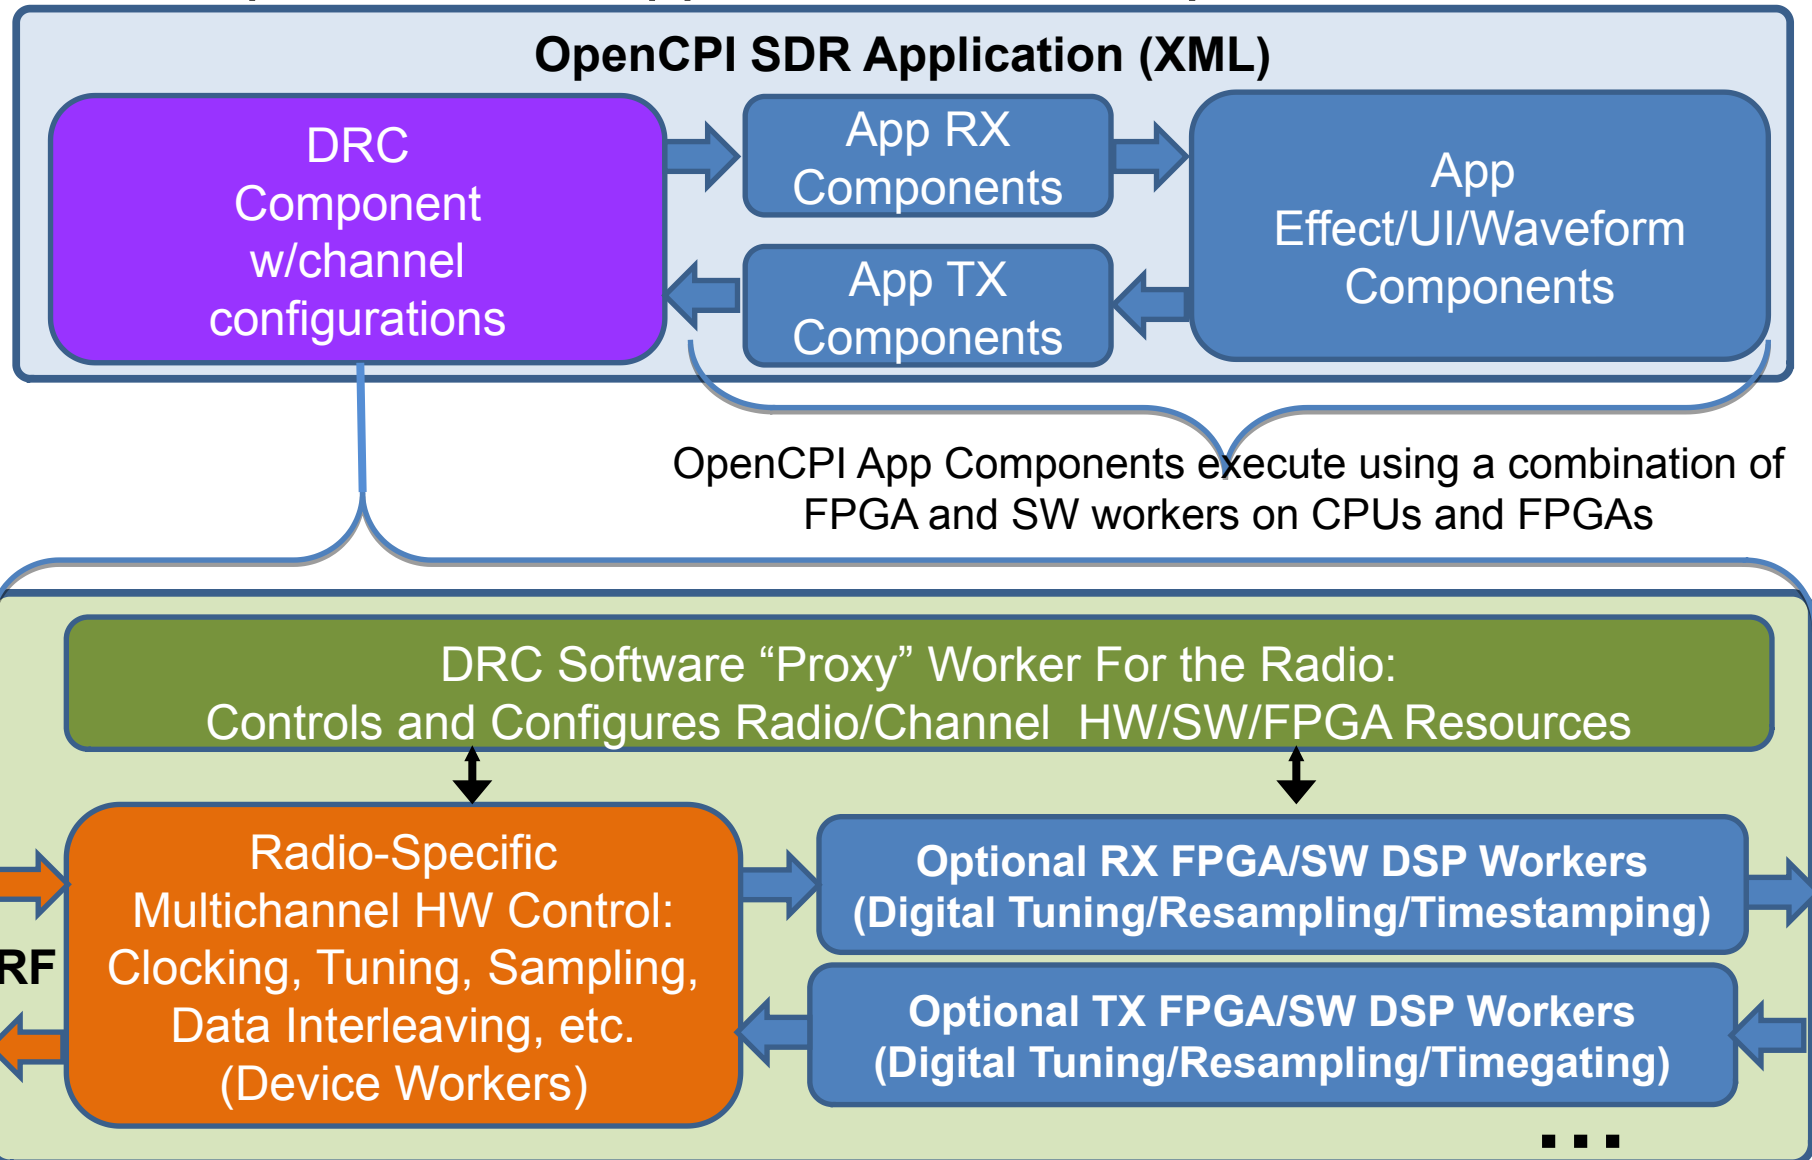 OpenCPI SDR Application (XML)
DRC
Component
w/channel
configurations
App RX
Components
App TX
Components
App
Effect/UI/Waveform
Components
OpenCPI App Components execute using a combination of
FPGA and SW workers on CPUs and FPGAs
DRC Software “Proxy” Worker For the Radio:
Controls and Configures Radio/Channel HW/SW/FPGA Resources
RF
Radio-Specific
Multichannel HW Control:
Clocking, Tuning, Sampling,
Data Interleaving, etc.
(Device Workers)
Optional RX FPGA/SW DSP Workers
(Digital Tuning/Resampling/Timestamping)
Optional TX FPGA/SW DSP Workers
(Digital Tuning/Resampling/Timegating)
...